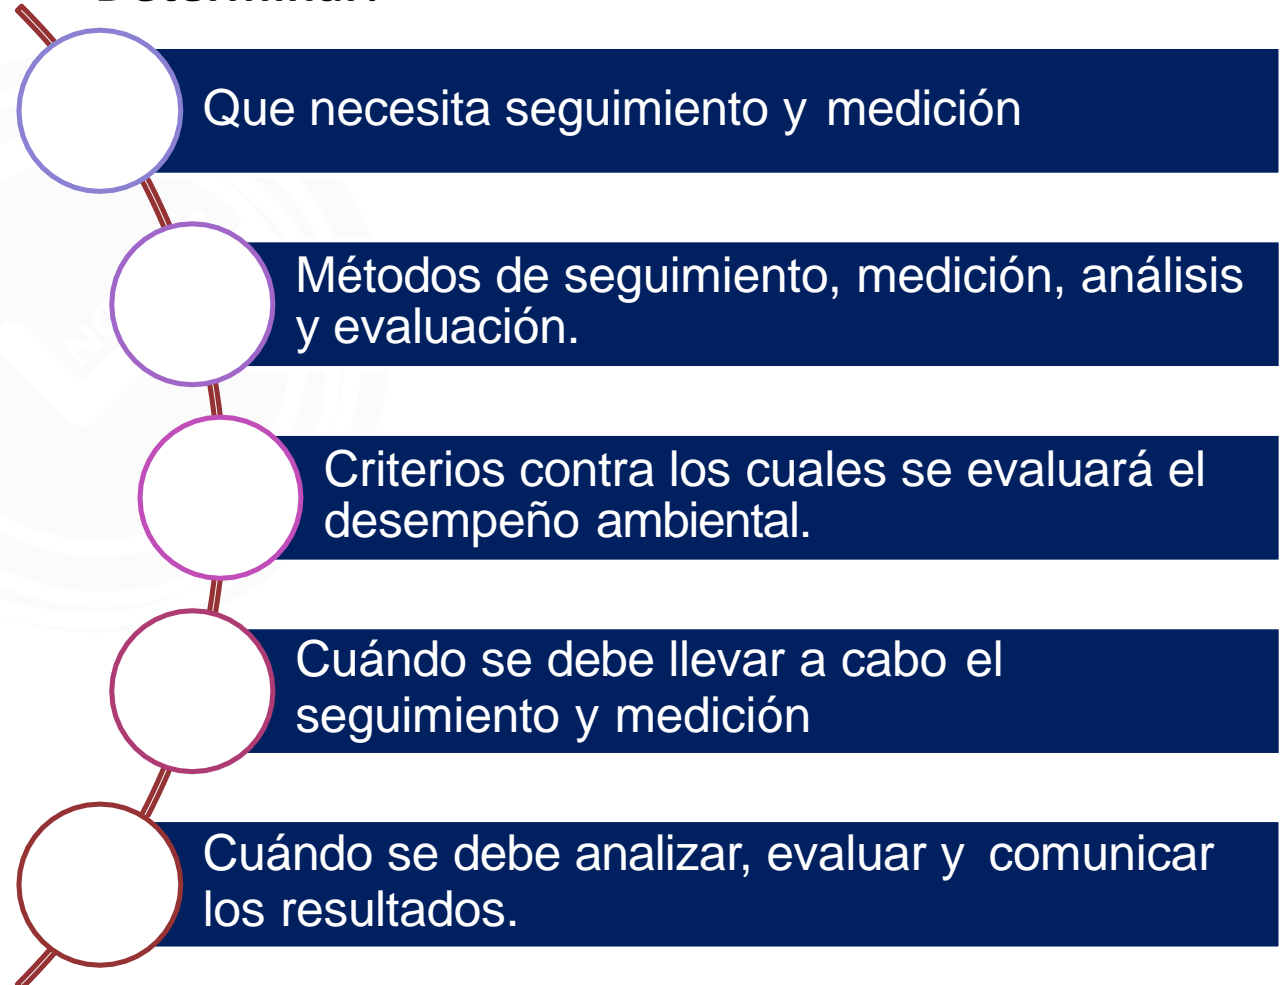 Que necesita seguimiento y medición
Métodos de seguimiento, medición, análisis
y evaluación.
Criterios contra los cuales se evaluará el
desempeño ambiental.
Cuándo se debe llevar a cabo el
seguimiento y medición
Cuándo se debe analizar, evaluar y comunicar
los resultados.